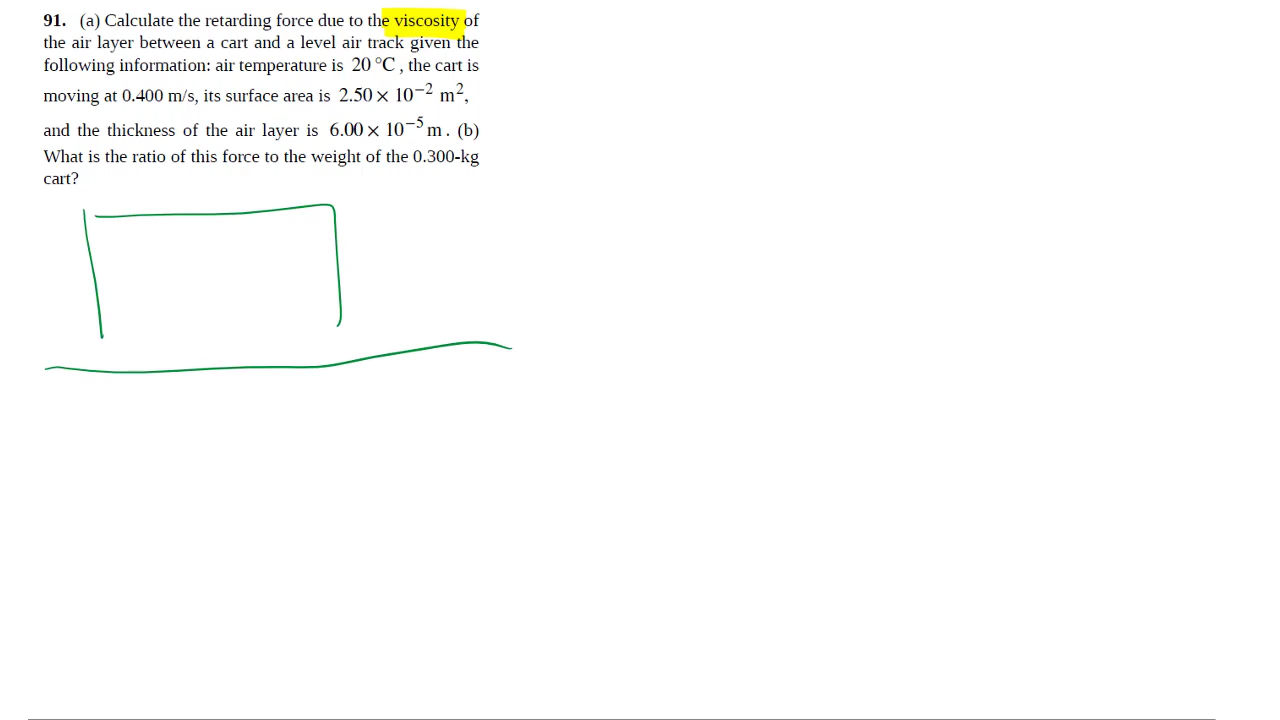 91. (a) Calculate the retarding force due to the viscosity of
the air layer between a cart and a level air track given the
following information: air temperature is 20 °C, the cart is
moving at 0.400 m/s, its surface area is 2.50 × 10⁻² m²,
and the thickness of the air layer is 6.00 × 10⁻⁵ m. (b)
What is the ratio of this force to the weight of the 0.300-kg
cart?